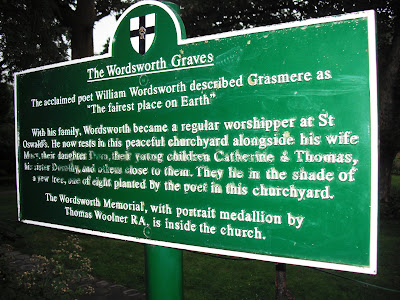 The Wordsworth Graves
The acclaimed poet William Wordsworth described Grasmere as
"The fairest place on Earth"
With his family, Wordsworth became a regular worshipper at St
Oswald's. He now rests in this peaceful churchyard alongside his wife
Mary, their daughter Dora, their young children Catherine & Thomas,
his sister Dorothy, and others close to them. They lie in the shade of
a yew tree, one of eight planted by the poet in this churchyard.
The Wordsworth Memorial, with portrait medallion by
Thomas Woolner RA, is inside the church.